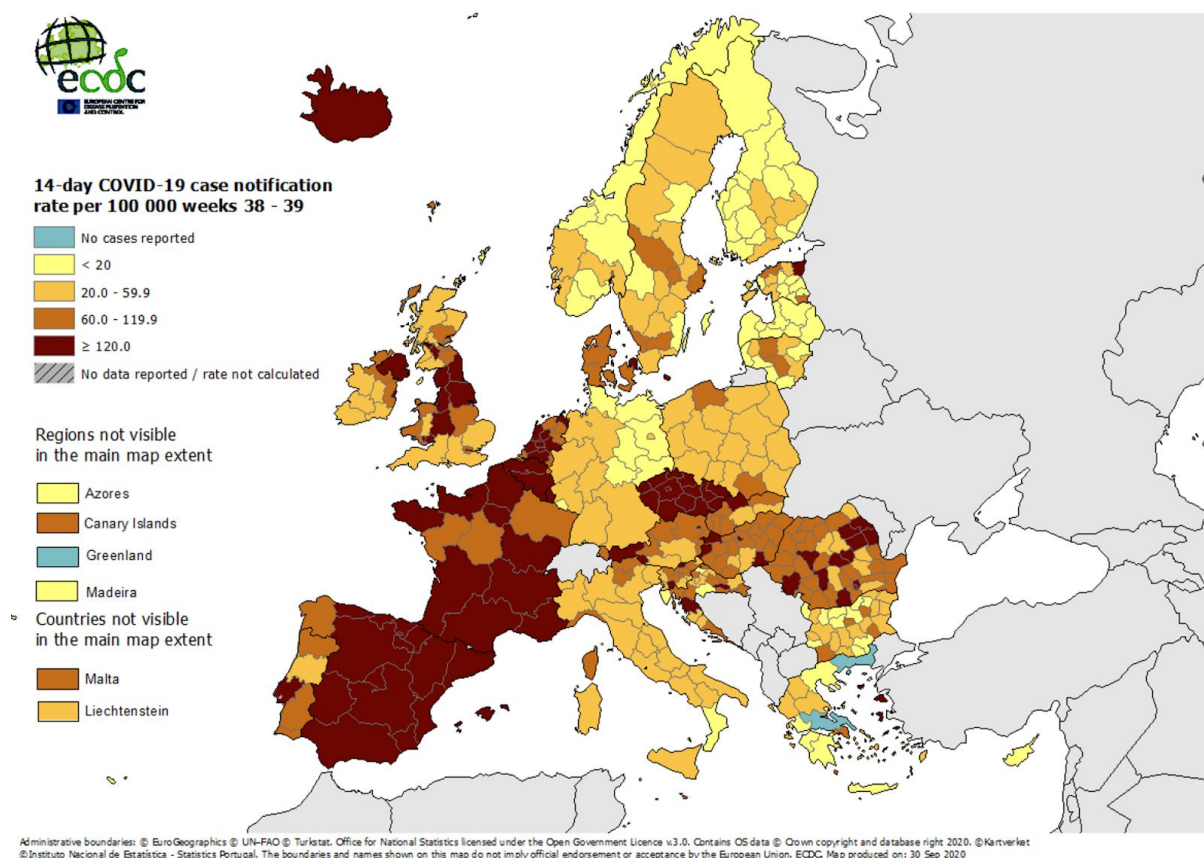 ecdc
EUROPEAN CENTRE FOR
DISEASE PREVENTION
AND CONTROL
14-day COVID-19 case notification
rate per 100 000 weeks 38 - 39
No cases reported
< 20
20.0 - 59.9
60.0 - 119.9
≥ 120.0
No data reported / rate not calculated
Regions not visible
in the main map extent
Azores
Canary Islands
Greenland
Madeira
Countries not visible
in the main map extent
Malta
Liechtenstein
Administrative boundaries: © EuroGeographics © UN-FAO © Turkstat. Office for National Statistics licensed under the Open Government Licence v.3.0. Contains OS data © Crown copyright and database right 2020. ©Kartverket
©Instituto Nacional de Estatística - Statistics Portugal. The boundaries and names shown on this map do not imply official endorsement or acceptance by the European Union. ECDC. Map produced on: 30 Sep 2020